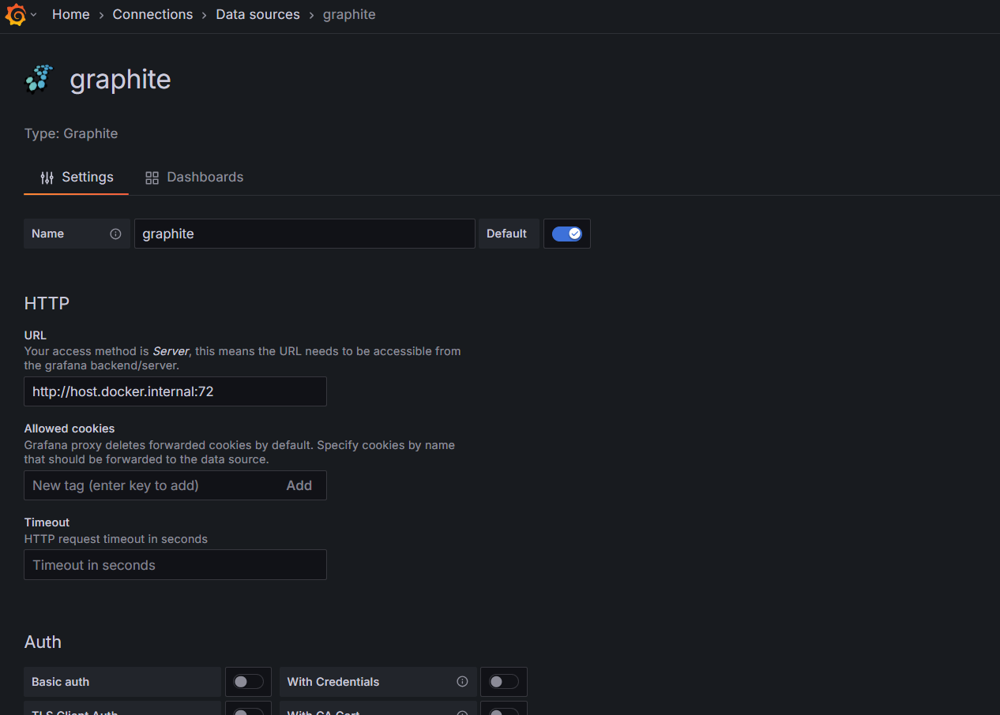 Home › Connections › Data sources › graphite
graphite
Type: Graphite
Settings Dashboards
Name graphite Default
HTTP
URL
Your access method is Server, this means the URL needs to be accessible from
the grafana backend/server.
http://host.docker.internal:72
Allowed cookies
Grafana proxy deletes forwarded cookies by default. Specify cookies by name
that should be forwarded to the data source.
New tag (enter key to add) Add
Timeout
HTTP request timeout in seconds
Timeout in seconds
Auth
Basic auth With Credentials
TLS Client Auth With CA Cert